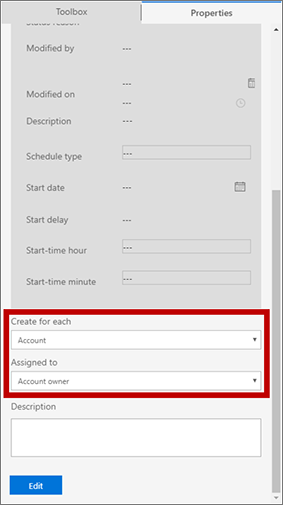 Toolbox Properties
Status reason
Modified by ---
---
Modified on
---
Description ---
Schedule type ---
Start date ---
Start delay ---
Start-time hour ---
Start-time minute ---
Create for each
Account
Assigned to
Account owner
Description
Edit